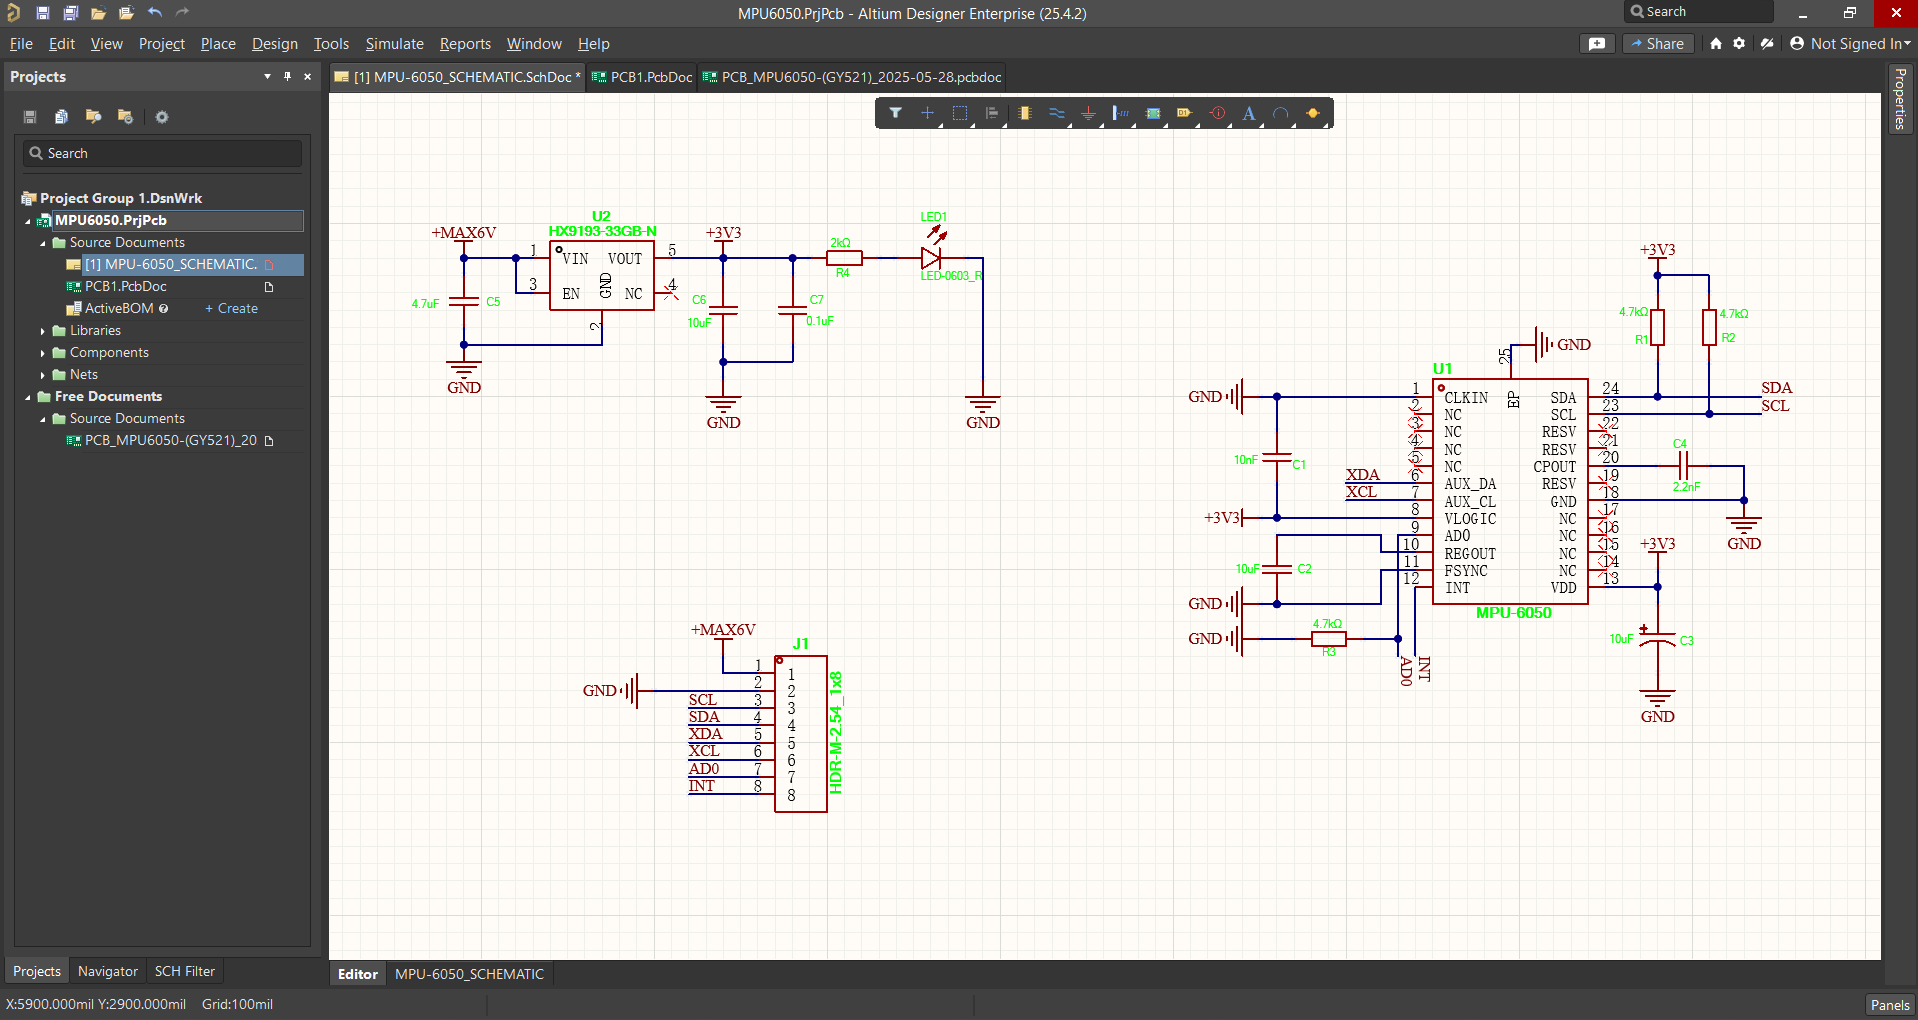 MPU6050.PrjPcb - Altium Designer Enterprise (25.4.2)
Search
File Edit View Project Place Design Tools Simulate Reports Window Help
Share
Not Signed In
Projects
[1] MPU-6050_SCHEMATIC.SchDoc *
PCB1.PcbDoc
PCB_MPU6050-(GY521)_2025-05-28.pcbdoc
Properties
Search
Project Group 1.DsnWrk
MPU6050.PrjPcb
Source Documents
[1] MPU-6050_SCHEMATIC.
PCB1.PcbDoc
ActiveBOM + Create
Libraries
Components
Nets
Free Documents
Source Documents
PCB_MPU6050-(GY521)_20
+MAX6V
U2
HX9193-33GB-N
1
VIN
3
EN
GND
2
VOUT
5
NC
4
4.7uF
C5
GND
+3V3
C6
10uF
C7
0.1uF
GND
2kΩ
R4
LED1
LED-0603_R
GND
+MAX6V
J1
HDR-M-2.54_1x8
GND
1 1
2 2
SCL 3 3
SDA 4 4
XDA 5 5
XCL 6 6
AD0 7 7
INT 8 8
+3V3
4.7kΩ
R1
4.7kΩ
R2
GND
25
EP
U1
MPU-6050
GND
10nF
C1
XDA
XCL
+3V3
10uF
C2
GND
GND
4.7kΩ
R3
AD0
INT
1 CLKIN
2 NC
3 NC
4 NC
5 NC
6 AUX_DA
7 AUX_CL
8 VLOGIC
9 ADO
10 REGOUT
11 FSYNC
12 INT
SDA 24
SCL 23
RESV 22
RESV 21
CPOUT 20
RESV 19
GND 18
NC 17
NC 16
NC 15
NC 14
VDD 13
SDA
SCL
C4
2.2nF
GND
+3V3
10uF
+
C3
GND
Projects Navigator SCH Filter
Editor MPU-6050_SCHEMATIC
X:5900.000mil Y:2900.000mil Grid:100mil
Panels